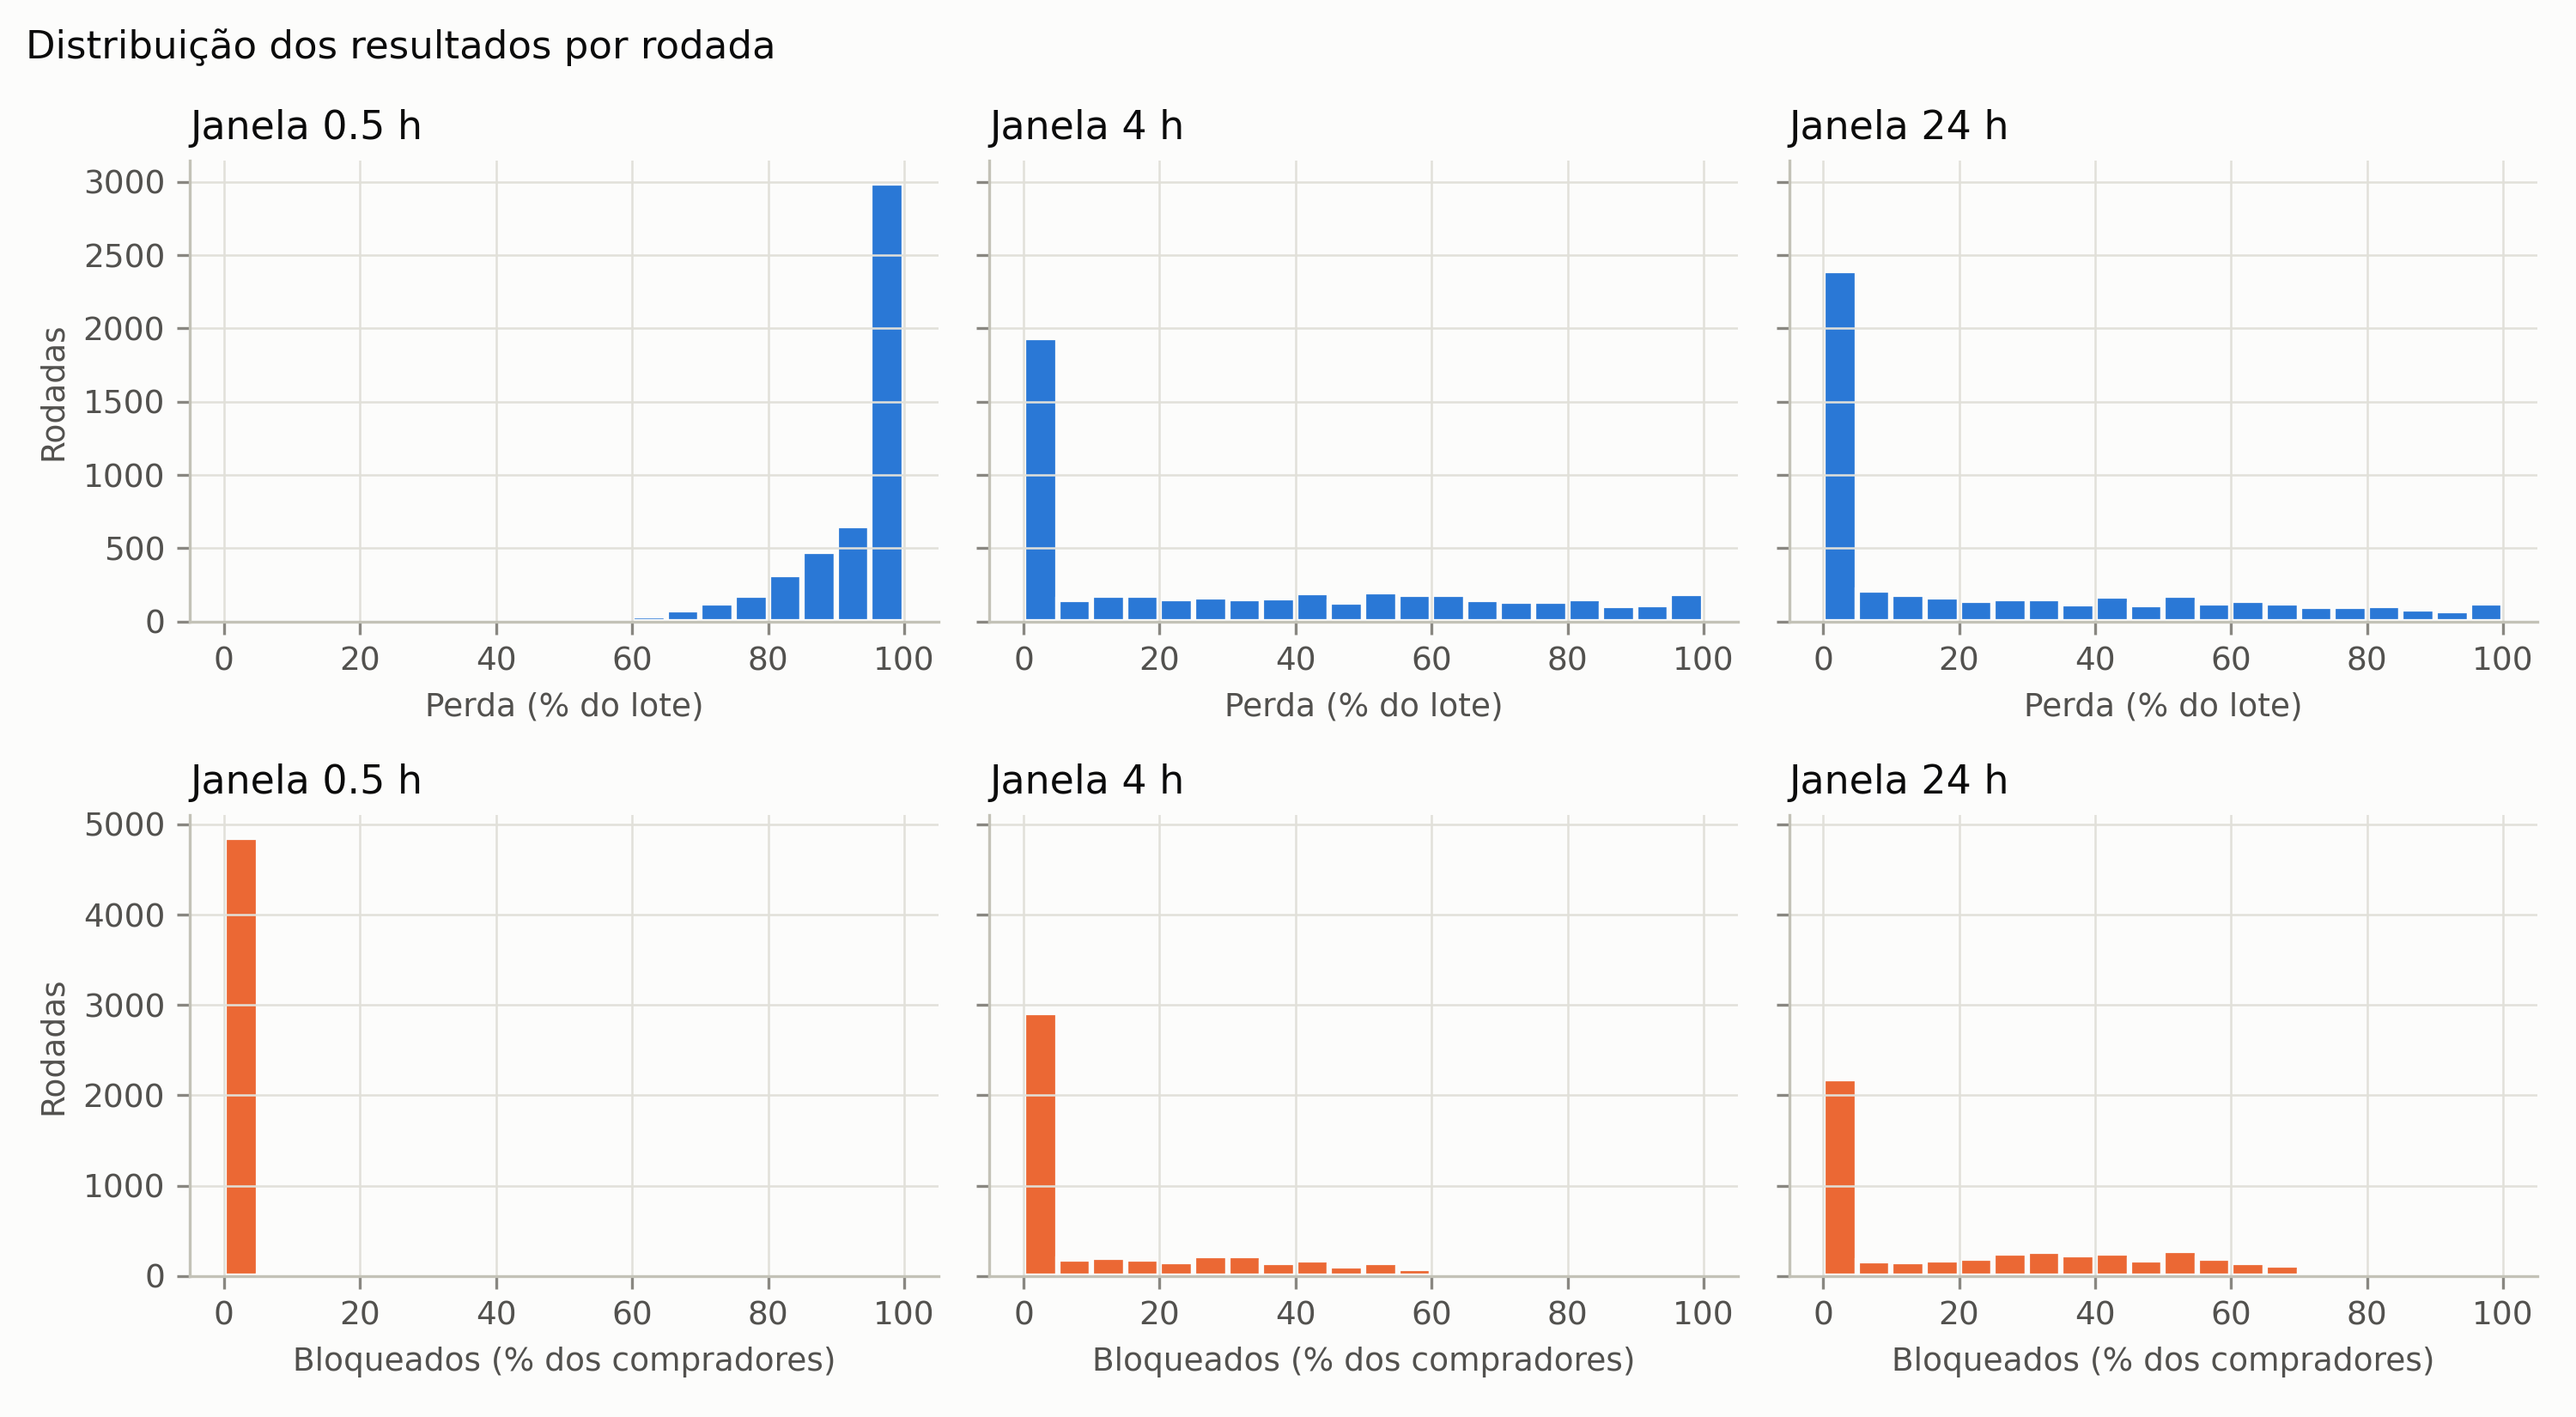 Distribuição dos resultados por rodada
Janela 0.5 h
Janela 4 h
Janela 24 h
3000
2500
2000
1500
1000
500
0
Rodadas
0 20 40 60 80 100
0 20 40 60 80 100
0 20 40 60 80 100
Perda (% do lote)
Perda (% do lote)
Perda (% do lote)
Janela 0.5 h
Janela 4 h
Janela 24 h
5000
4000
3000
2000
1000
0
Rodadas
0 20 40 60 80 100
0 20 40 60 80 100
0 20 40 60 80 100
Bloqueados (% dos compradores)
Bloqueados (% dos compradores)
Bloqueados (% dos compradores)